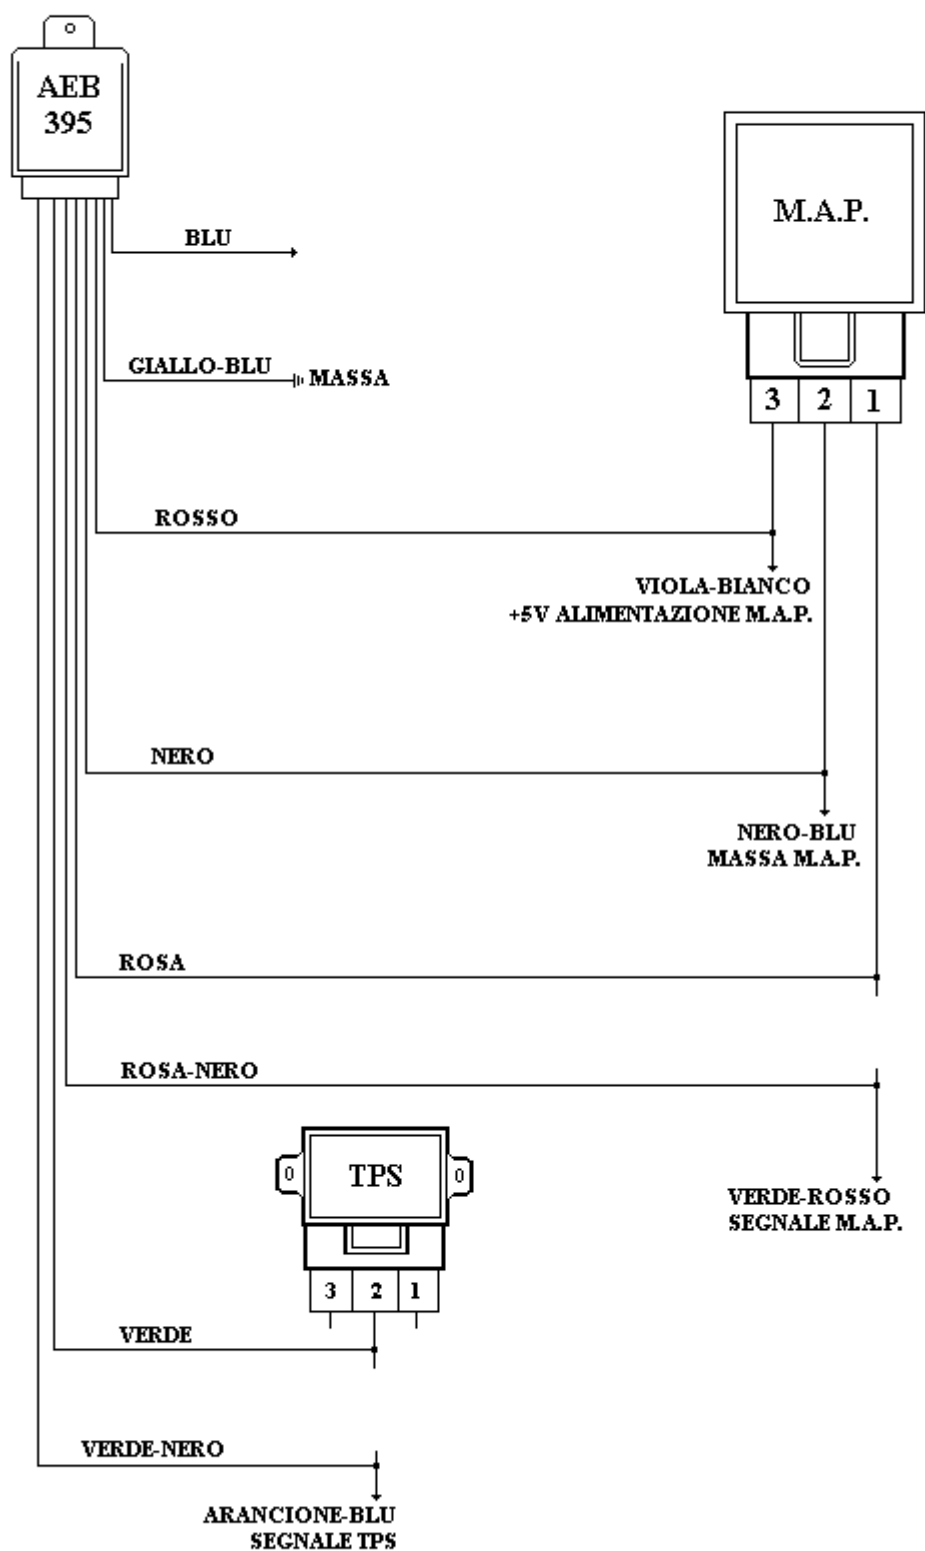 AEB
395
M.A.P.
BLU
GIALLO-BLU
MASSA
3 2 1
ROSSO
VIOLA-BIANCO
+5V ALIMENTAZIONE M.A.P.
NERO
NERO-BLU
MASSA M.A.P.
ROSA
ROSA-NERO
TPS
VERDE-ROSSO
SEGNALE M.A.P.
3 2 1
VERDE
VERDE-NERO
ARANCIONE-BLU
SEGNALE TPS